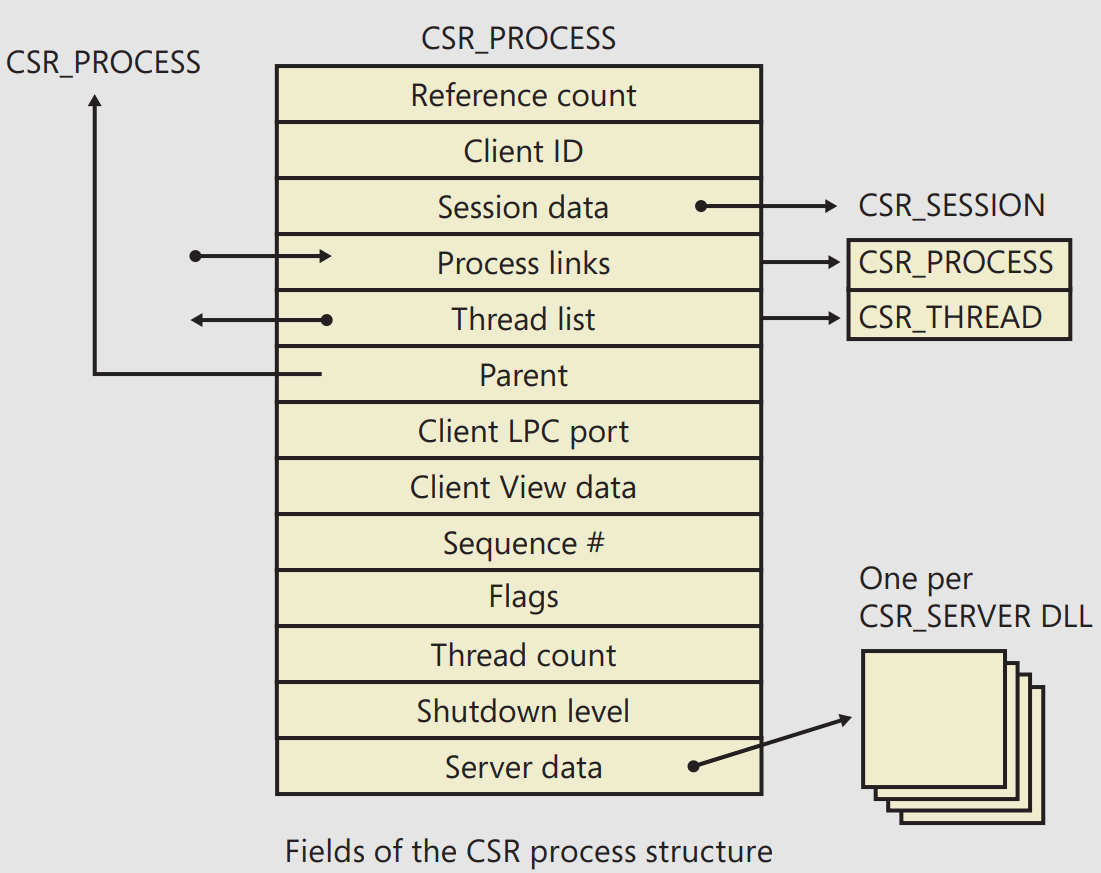 CSR_PROCESS
CSR_PROCESS
Reference count
Client ID
Session data
CSR_SESSION
Process links
CSR_PROCESS
Thread list
CSR_THREAD
Parent
Client LPC port
Client View data
Sequence #
Flags
Thread count
Shutdown level
Server data
One per
CSR_SERVER DLL
Fields of the CSR process structure